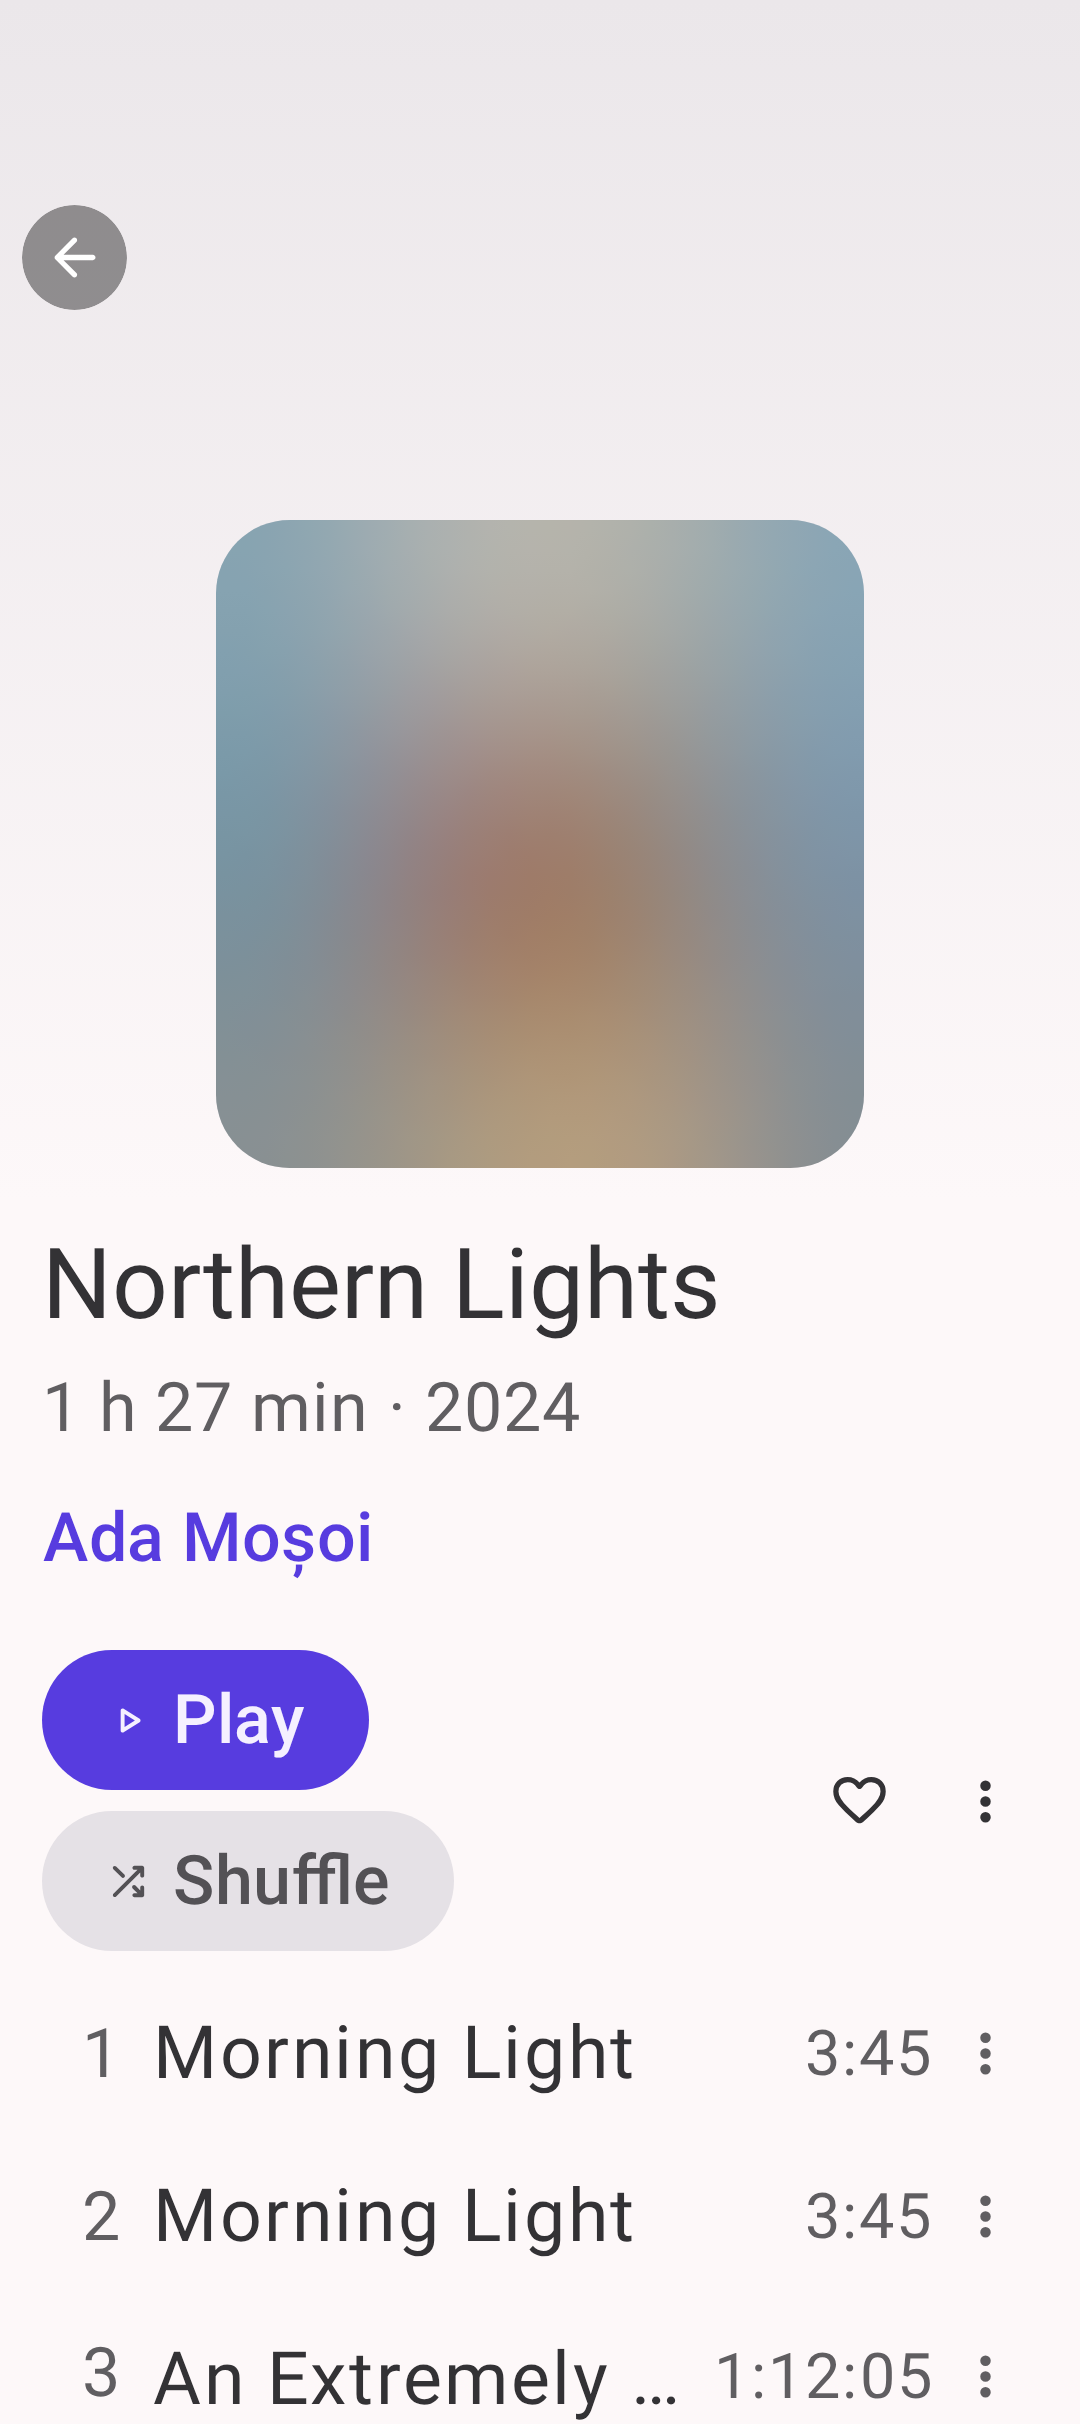 Northern Lights
1 h 27 min · 2024
Ada Moșoi
Play
Shuffle
1 Morning Light 3:45
2 Morning Light 3:45
3 An Extremely … 1:12:05